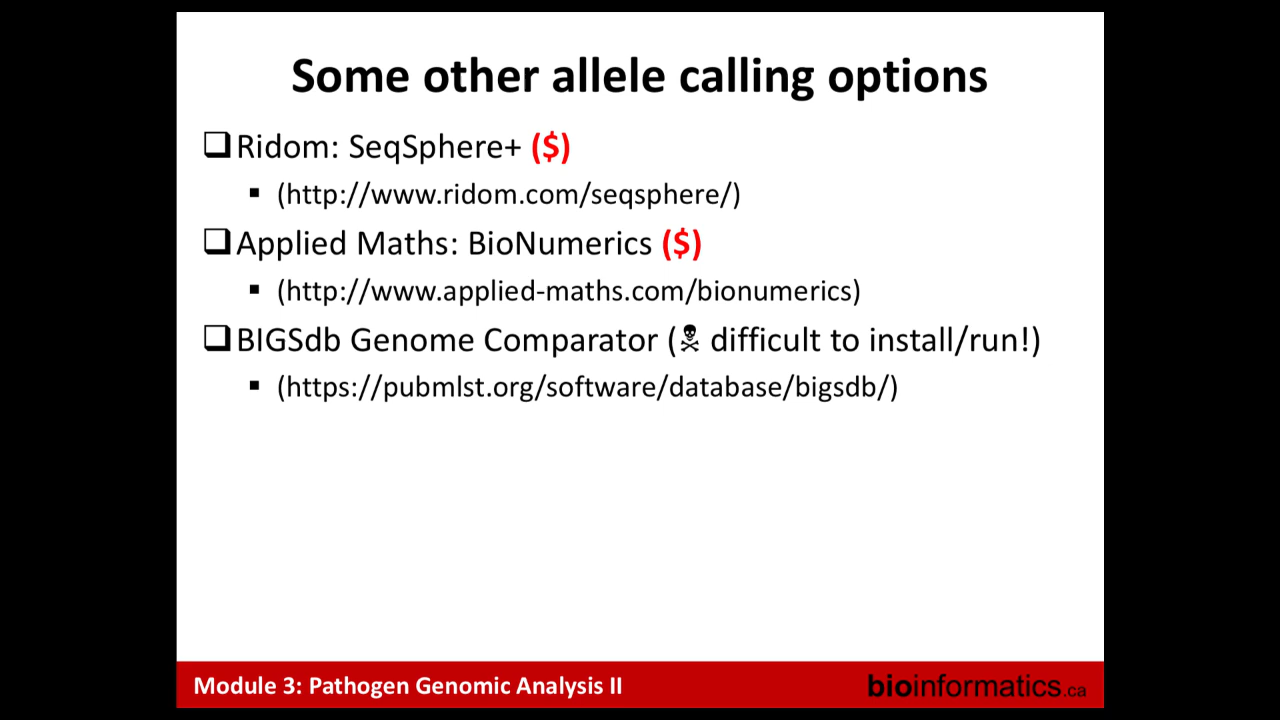 Some other allele calling options
❑Ridom: SeqSphere+ ($)
▪ (http://www.ridom.com/seqsphere/)
❑Applied Maths: BioNumerics ($)
▪ (http://www.applied-maths.com/bionumerics)
❑BIGSdb Genome Comparator (☠ difficult to install/run!)
▪ (https://pubmlst.org/software/database/bigsdb/)
Module 3: Pathogen Genomic Analysis II
bioinformatics.ca